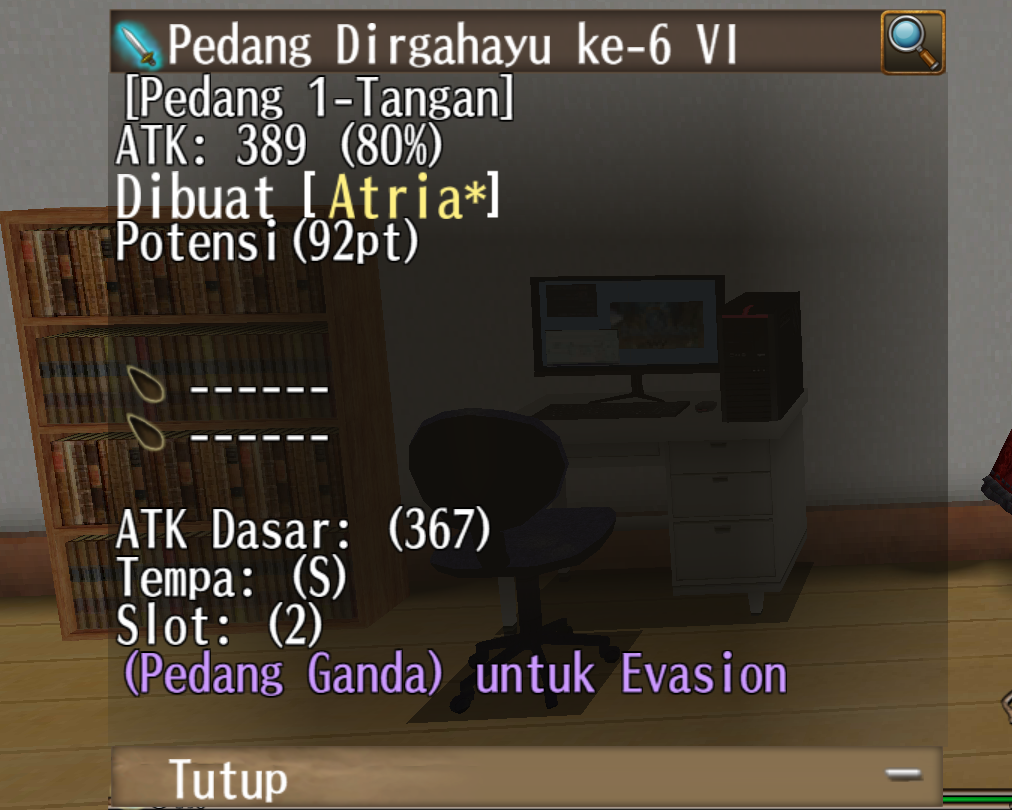 Pedang Dirgahayu ke-6 VI
[Pedang 1-Tangan]
ATK: 389 (80%)
Dibuat [Atria*]
Potensi(92pt)
------
------
ATK Dasar: (367)
Tempa: (S)
Slot: (2)
(Pedang Ganda) untuk Evasion
Tutup